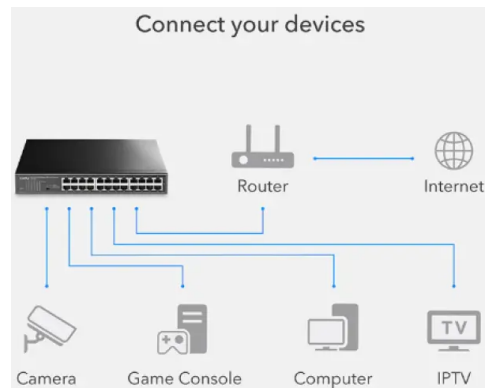 Connect your devices
Router
Internet
TV
Camera
Game Console
Computer
IPTV